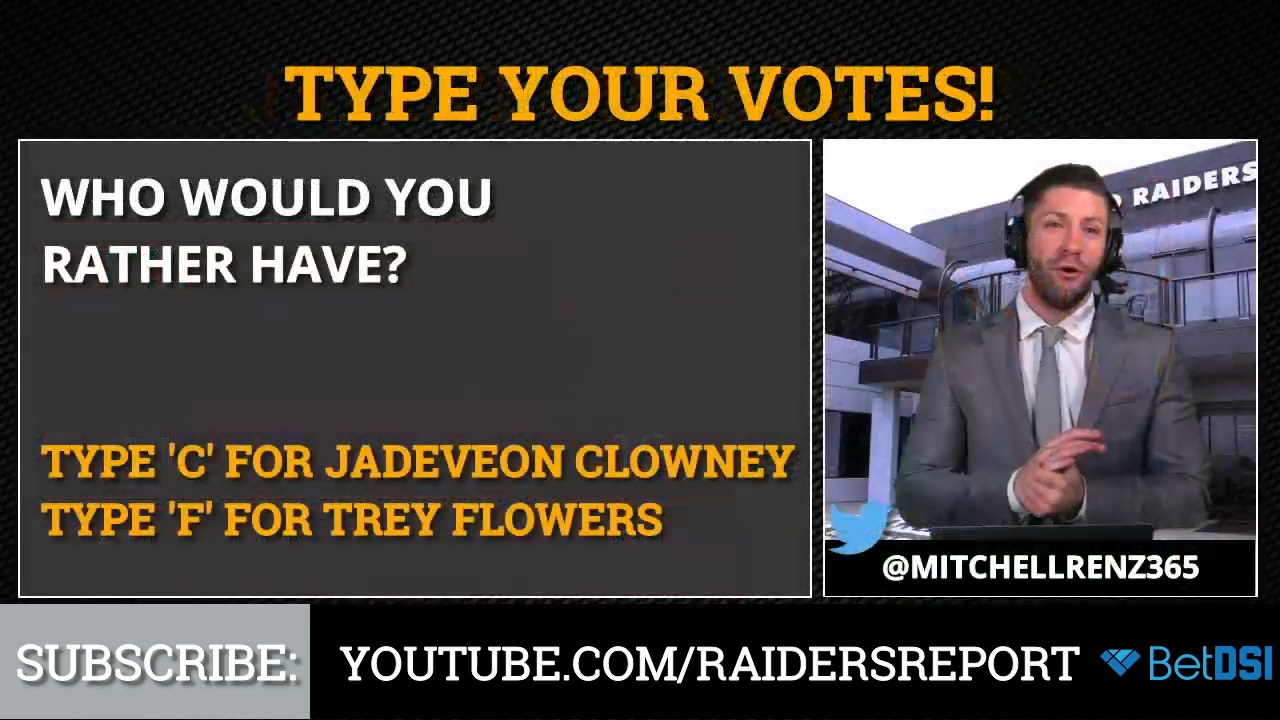 TYPE YOUR VOTES!
WHO WOULD YOU
RATHER HAVE?
TYPE 'C' FOR JADEVEON CLOWNEY
TYPE 'F' FOR TREY FLOWERS
RAIDERS
@MITCHELLRENZ365
SUBSCRIBE:
YOUTUBE.COM/RAIDERSREPORT
BetDSI